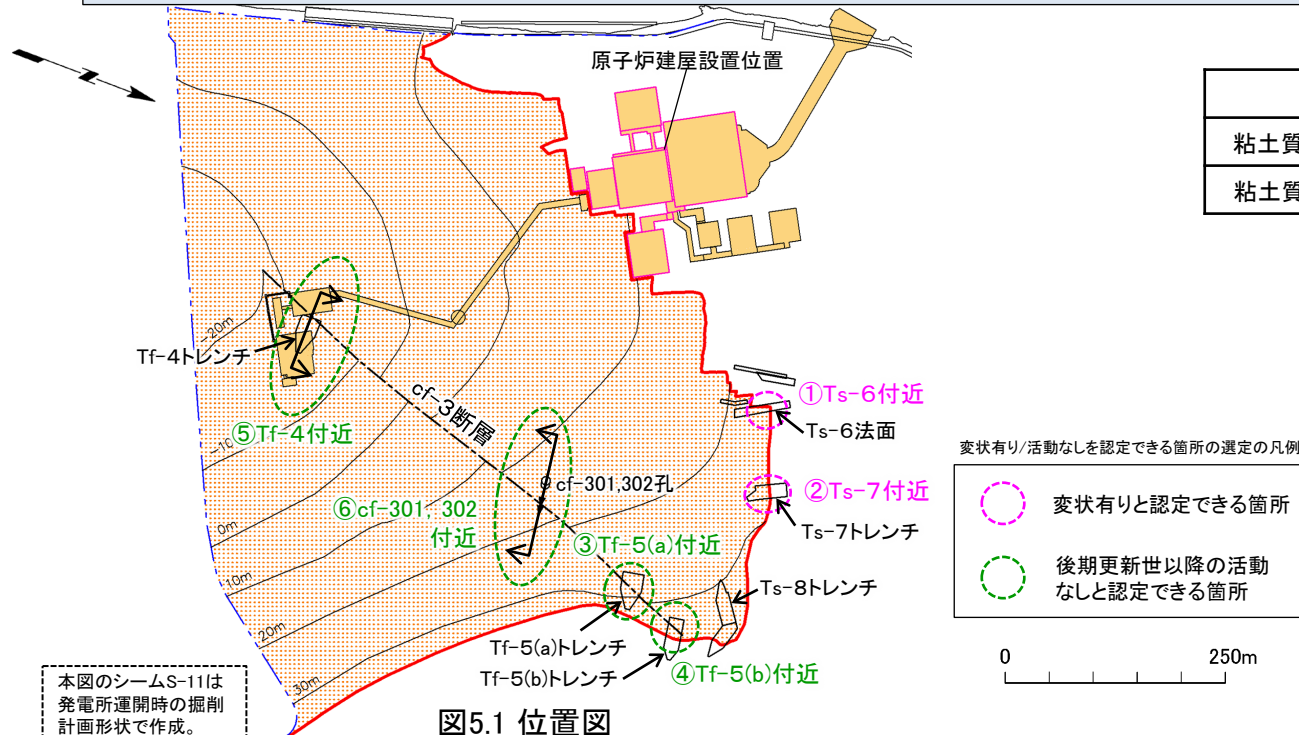 原子炉建屋設置位置
粘土質
粘土質
-20m
Tf-4トレンチ
cf-3断層
①Ts-6付近
Ts-6法面
⑤Tf-4付近
-10
変状有り/活動なしを認定できる箇所の選定の凡例
cf-301,302孔
②Ts-7付近
変状有りと認定できる箇所
⑥cf-301, 302
付近
Ts-7トレンチ
0m
③Tf-5(a)付近
後期更新世以降の活動
なしと認定できる箇所
10m
Ts-8トレンチ
20m
Tf-5(a)トレンチ
0
250m
Tf-5(b)トレンチ
④Tf-5(b)付近
30m
本図のシームS-11は
発電所運開時の掘削
計画形状で作成。
図5.1 位置図